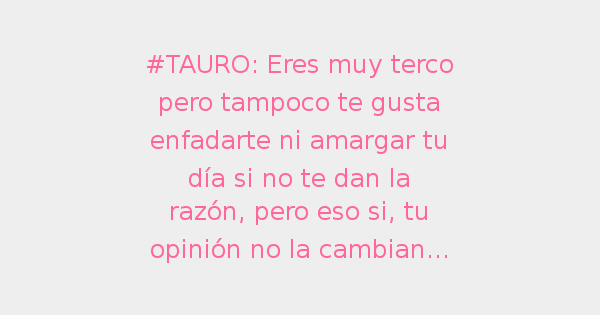 #TAURO: Eres muy terco
pero tampoco te gusta
enfadarte ni amargar tu
día si no te dan la
razón, pero eso si, tu
opinión no la cambian...